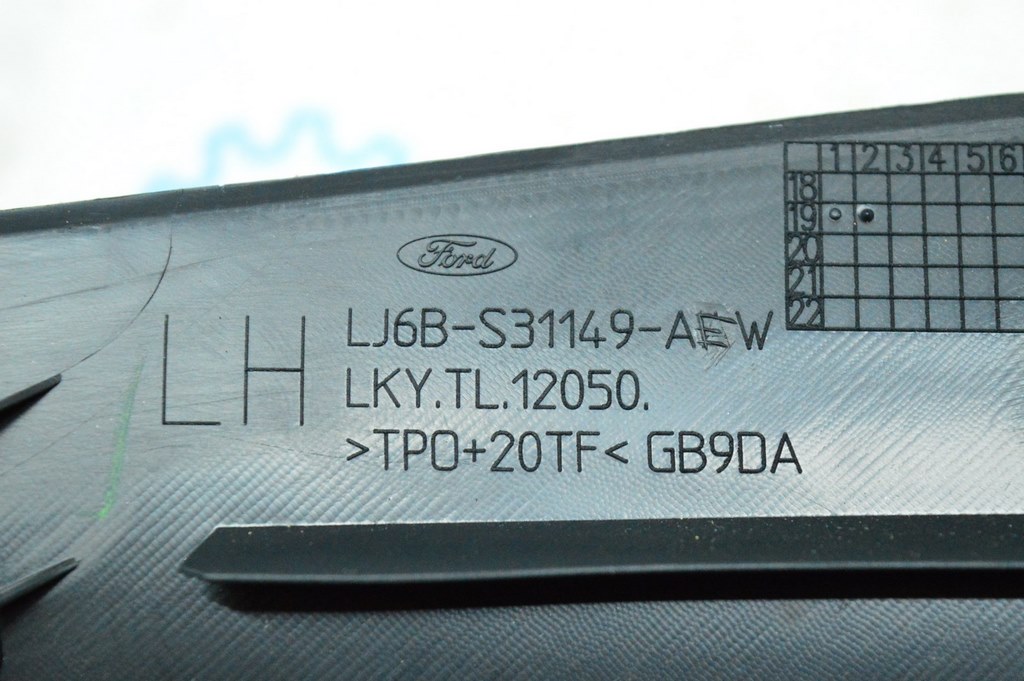 1 2 3 4 5 6
18
19
20
21
22
Ford
LH
LJ6B-S31149-AEW
LKY.TL.12050.
>TPO+20TF< GB9DA